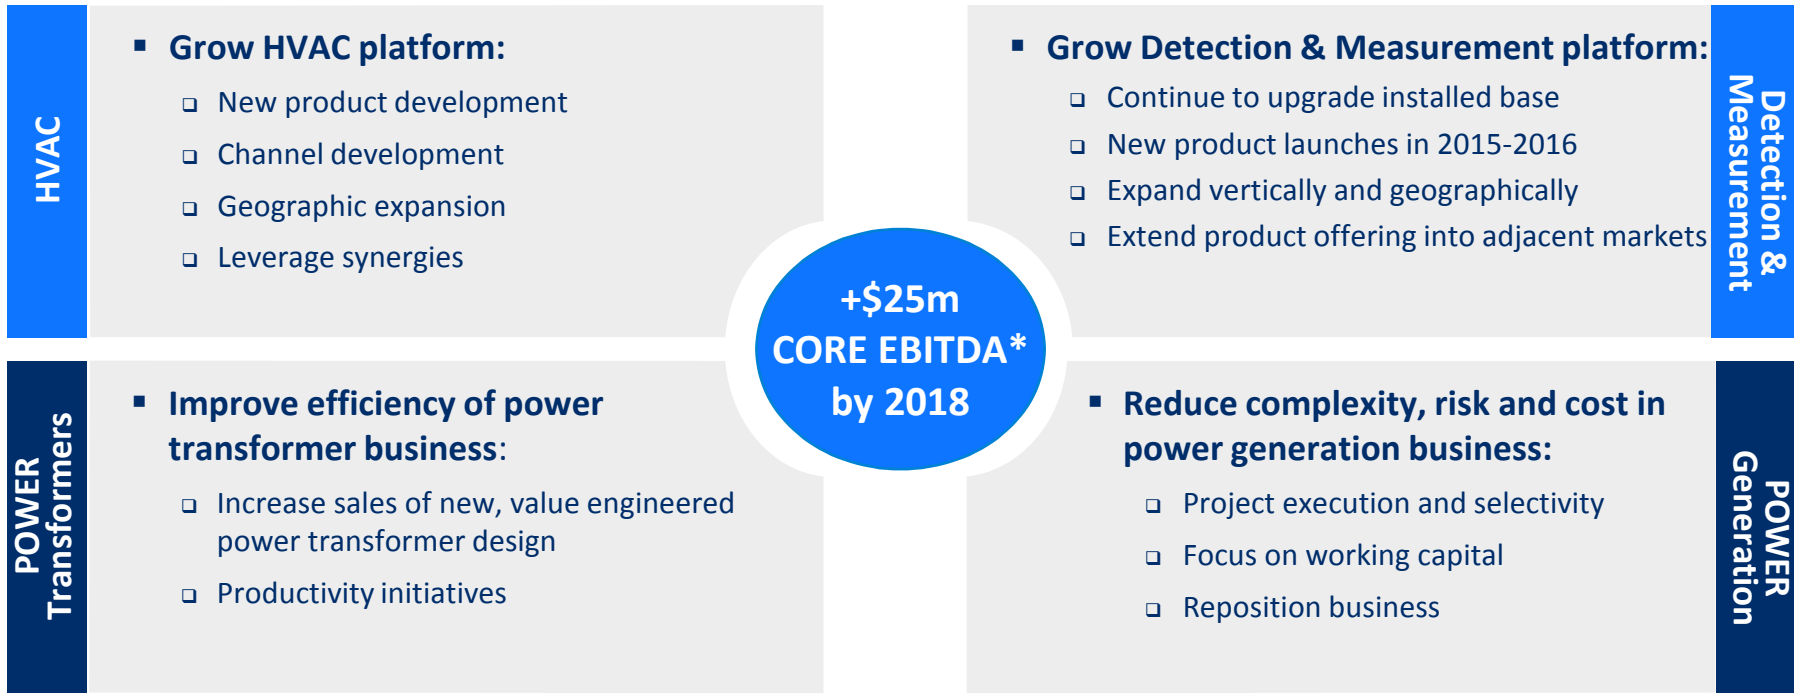 HVAC
▪ Grow HVAC platform:
❑ New product development
❑ Channel development
❑ Geographic expansion
❑ Leverage synergies
▪ Grow Detection & Measurement platform:
❑ Continue to upgrade installed base
❑ New product launches in 2015-2016
❑ Expand vertically and geographically
❑ Extend product offering into adjacent markets
Detection &
Measurement
+$25m
CORE EBITDA*
by 2018
POWER
Transformers
▪ Improve efficiency of power
transformer business:
❑ Increase sales of new, value engineered
power transformer design
❑ Productivity initiatives
▪ Reduce complexity, risk and cost in
power generation business:
❑ Project execution and selectivity
❑ Focus on working capital
❑ Reposition business
POWER
Generation